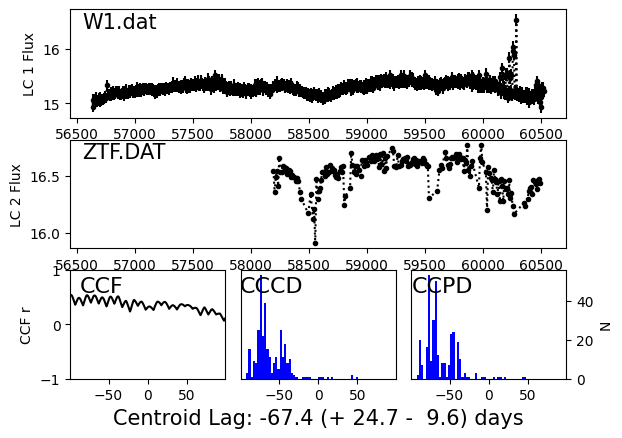 W1.dat
LC 1 Flux
16
15
56500 57000 57500 58000 58500 59000 59500 60000 60500
ZTF.DAT
LC 2 Flux
16.5
16.0
56500 57000 57500 58000 58500 59000 59500 60000 60500
CCF
CCCD
CCPD
CCF r
1
0
−1
40
20
0
N
−50 0 50
−50 0 50
−50 0 50
Centroid Lag: -67.4 (+ 24.7 -  9.6) days